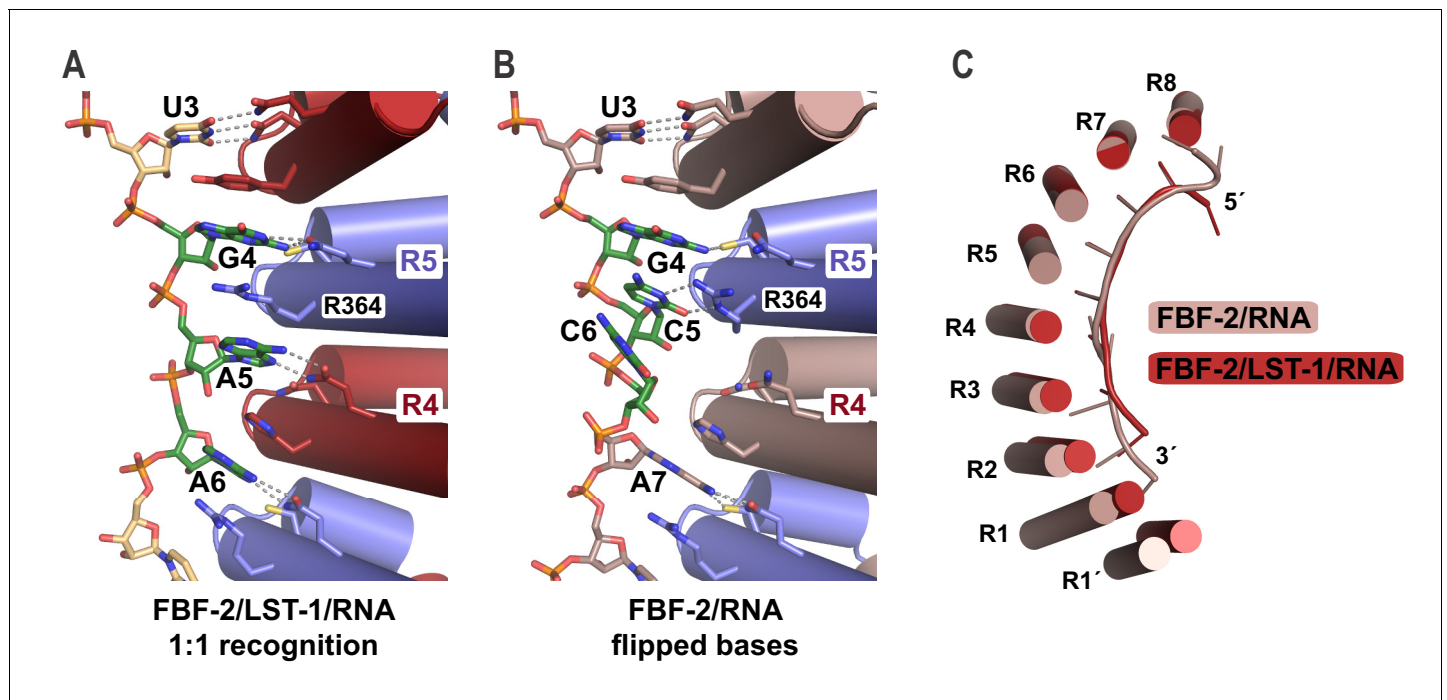 A
U3
G4
R5
R364
A5
R4
A6
FBF-2/LST-1/RNA
1:1 recognition
B
U3
G4
R5
R364
C6
C5
R4
A7
FBF-2/RNA
flipped bases
C
R8
R7
R6
5´
R5
R4
FBF-2/RNA
FBF-2/LST-1/RNA
R3
3´
R2
R1
R1´